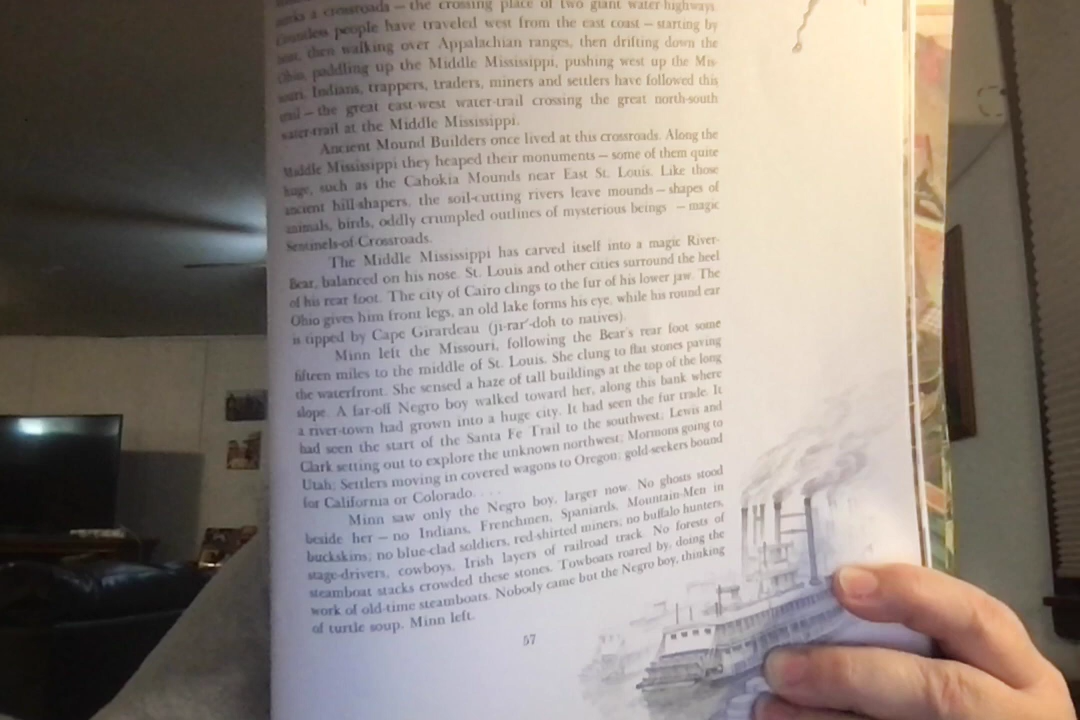 a crossroads — the crossing place of two giant water-highways.
Countless people have traveled west from the east coast — starting by
then walking over Appalachian ranges, then drifting down the
Ohio, paddling up the Middle Mississippi, pushing west up the Mis-
souri. Indians, trappers, traders, miners and settlers have followed this
trail — the great east-west water-trail crossing the great north-south
water-trail at the Middle Mississippi.
Ancient Mound Builders once lived at this crossroads. Along the
Middle Mississippi they heaped their monuments — some of them quite
huge, such as the Cahokia Mounds near East St. Louis. Like those
ancient hill-shapers, the soil-cutting rivers leave mounds — shapes of
animals, birds, oddly crumpled outlines of mysterious beings — magic
Sentinels-of-Crossroads.
The Middle Mississippi has carved itself into a magic River-
Bear, balanced on his nose. St. Louis and other cities surround the heel
of his rear foot. The city of Cairo clings to the fur of his lower jaw. The
Ohio gives him front legs, an old lake forms his eye, while his round ear
is tipped by Cape Girardeau (ji-rar'-doh to natives).
Minn left the Missouri, following the Bear's rear foot some
fifteen miles to the middle of St. Louis. She clung to flat stones paving
the waterfront. She sensed a haze of tall buildings at the top of the long
slope. A far-off Negro boy walked toward her, along this bank where
a river-town had grown into a huge city. It had seen the fur trade. It
had seen the start of the Santa Fe Trail to the southwest; Lewis and
Clark setting out to explore the unknown northwest; Mormons going to
Utah; Settlers moving in covered wagons to Oregon; gold-seekers bound
for California or Colorado. . . .
Minn saw only the Negro boy, larger now. No ghosts stood
beside her — no Indians, Frenchmen, Spaniards, Mountain-Men in
buckskins; no blue-clad soldiers, red-shirted miners; no buffalo hunters,
stage-drivers, cowboys, Irish layers of railroad track. No forests of
steamboat stacks crowded these stones. Towboats roared by, doing the
work of old-time steamboats. Nobody came but the Negro boy, thinking
of turtle soup. Minn left.
57